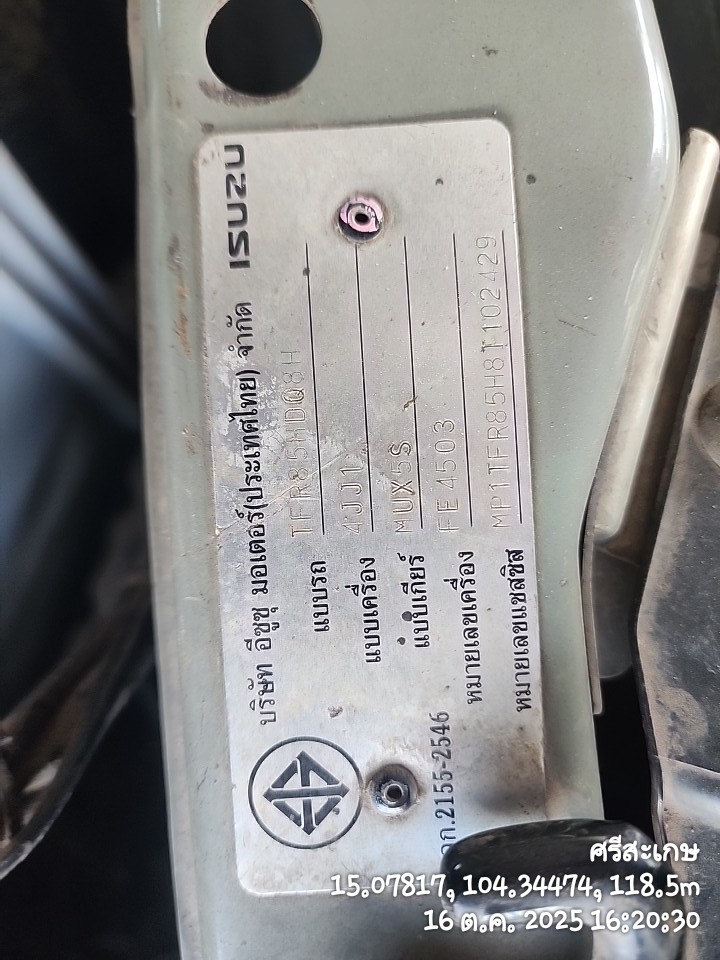 บริษัท อีซูซุ มอเตอร์(ประเทศไทย) จำกัด ISUZU
แบบรถ TFR85HDQ8H
แบบเครื่อง 4JJ1
แบบเกียร์ MUX5S
หมายเลขเครื่อง FE4503
หมายเลขแชสซิส MP1TFR85H8T102429
มอก.2155-2546
ศรีสะเกษ
15.07817, 104.34474, 118.5m
16 ต.ค. 2025 16:20:30